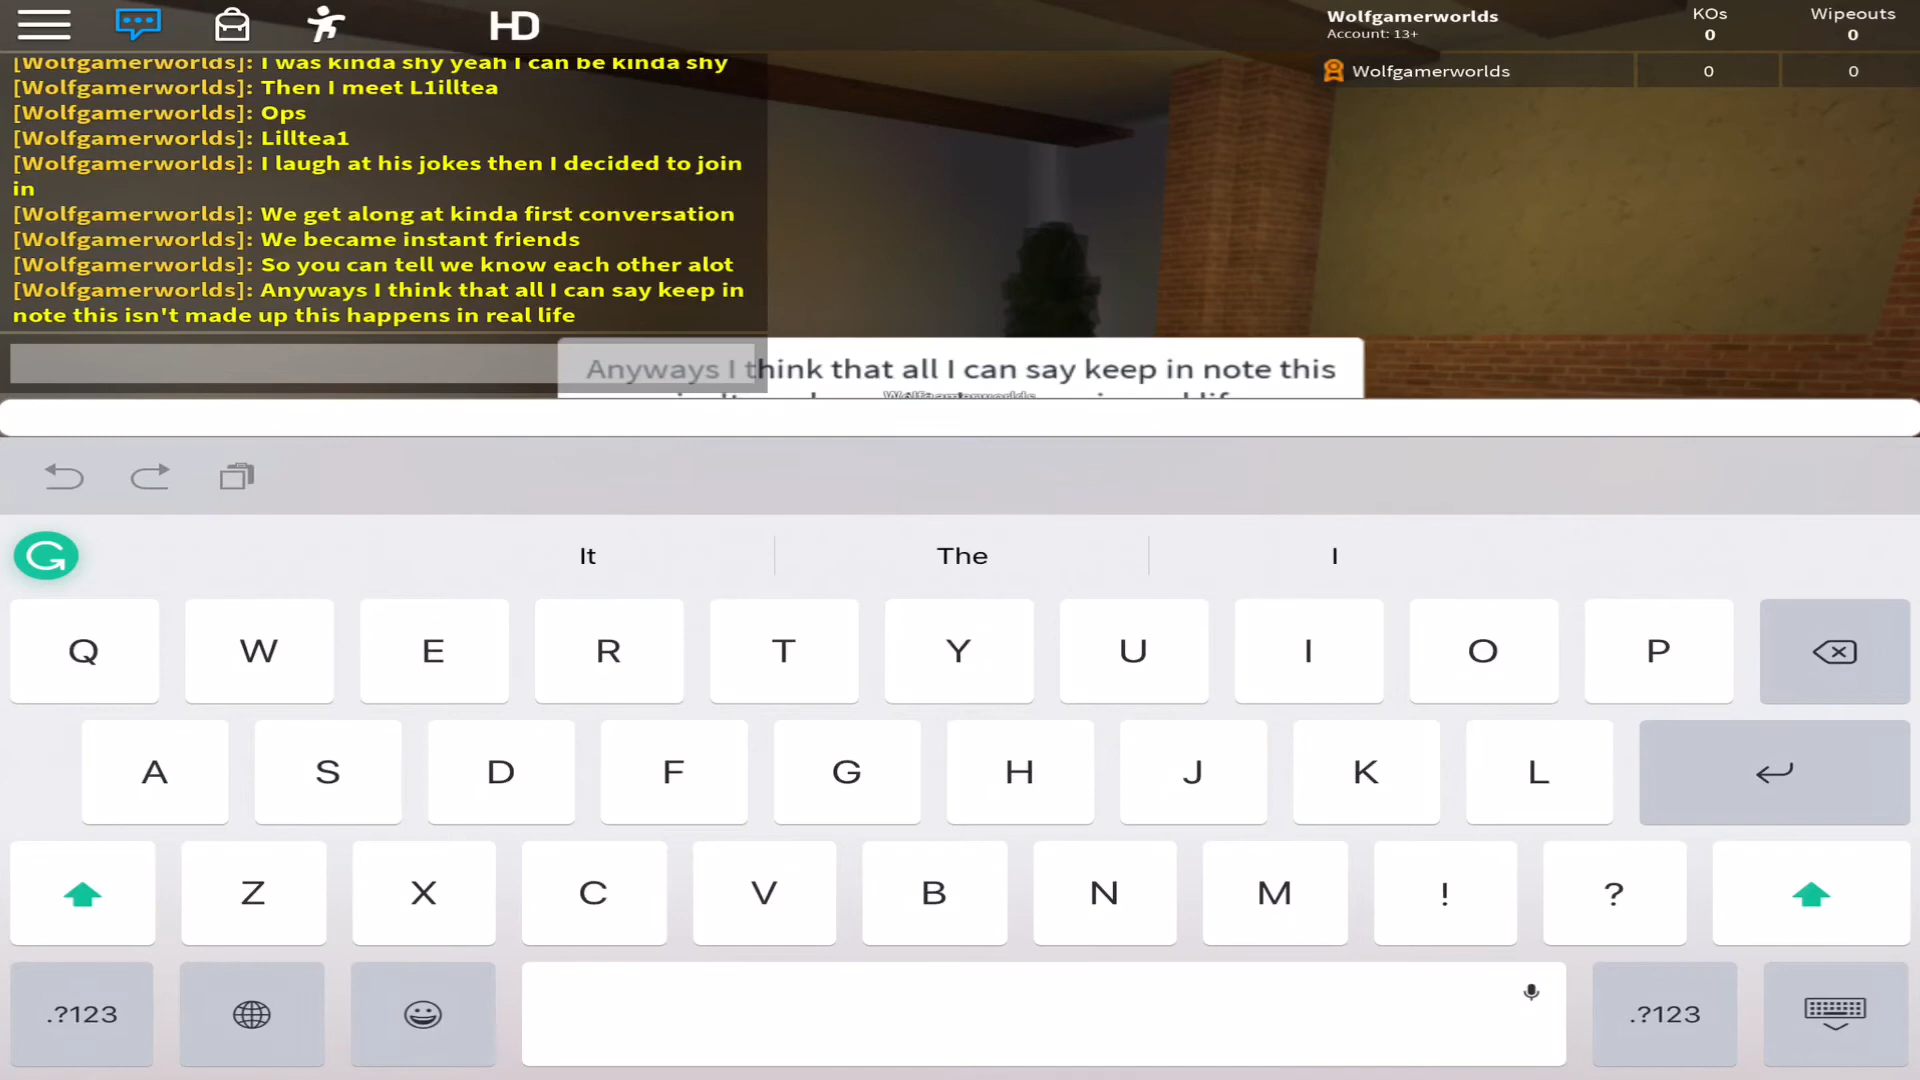 HD
Wolfgamerworlds
Account: 13+
KOs
0
Wipeouts
0
Wolfgamerworlds
0
0
[Wolfgamerworlds]: I was kinda shy yeah I can be kinda shy
[Wolfgamerworlds]: Then I meet L1illtea
[Wolfgamerworlds]: Ops
[Wolfgamerworlds]: Lilltea1
[Wolfgamerworlds]: I laugh at his jokes then I decided to join
in
[Wolfgamerworlds]: We get along at kinda first conversation
[Wolfgamerworlds]: We became instant friends
[Wolfgamerworlds]: So you can tell we know each other alot
[Wolfgamerworlds]: Anyways I think that all I can say keep in
note this isn't made up this happens in real life
Anyways I think that all I can say keep in note this
Wolfgamerworlds
It
The
I
Q W E R T Y U I O P
A S D F G H J K L
Z X C V B N M ! ?
.?123
.?123